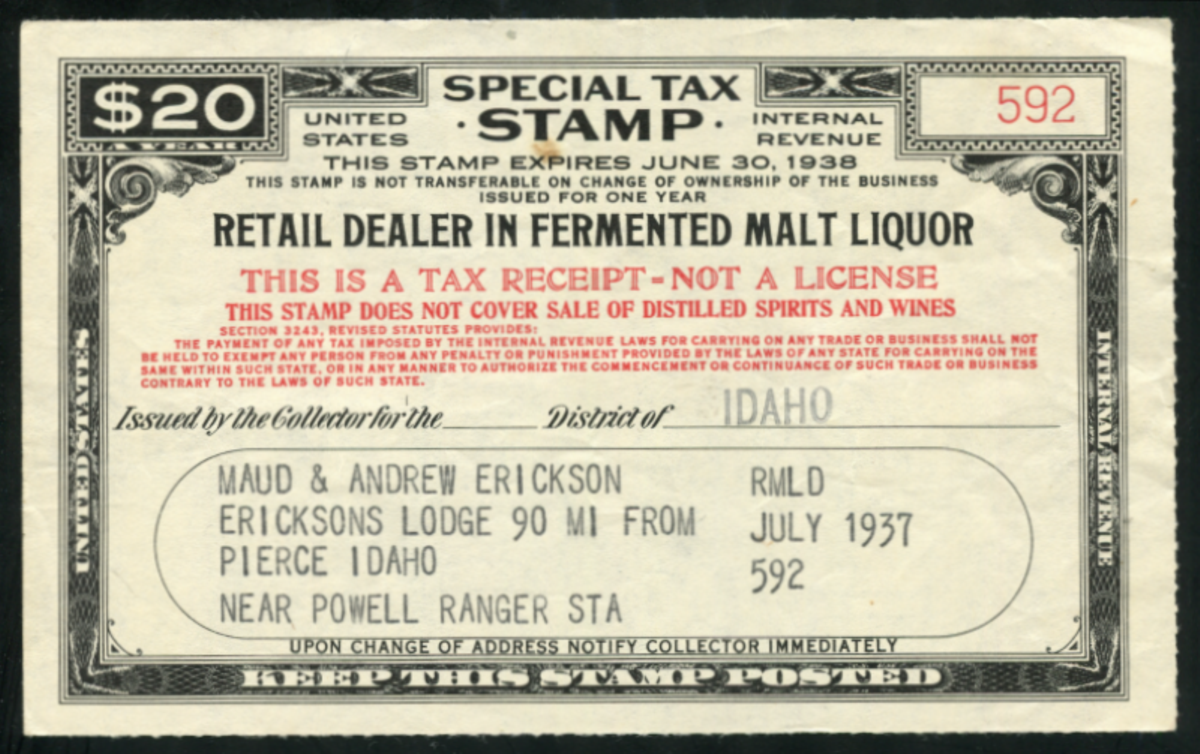 $20
A YEAR
UNITED STATES
SPECIAL TAX
· STAMP ·
INTERNAL REVENUE
592
THIS STAMP EXPIRES JUNE 30, 1938
THIS STAMP IS NOT TRANSFERABLE ON CHANGE OF OWNERSHIP OF THE BUSINESS
ISSUED FOR ONE YEAR
RETAIL DEALER IN FERMENTED MALT LIQUOR
THIS IS A TAX RECEIPT-NOT A LICENSE
THIS STAMP DOES NOT COVER SALE OF DISTILLED SPIRITS AND WINES
SECTION 3243, REVISED STATUTES PROVIDES:
THE PAYMENT OF ANY TAX IMPOSED BY THE INTERNAL REVENUE LAWS FOR CARRYING ON ANY TRADE OR BUSINESS SHALL NOT
BE HELD TO EXEMPT ANY PERSON FROM ANY PENALTY OR PUNISHMENT PROVIDED BY THE LAWS OF ANY STATE FOR CARRYING ON THE
SAME WITHIN SUCH STATE, OR IN ANY MANNER TO AUTHORIZE THE COMMENCEMENT OR CONTINUANCE OF SUCH TRADE OR BUSINESS
CONTRARY TO THE LAWS OF SUCH STATE.
Issued by the Collector for the ______ District of IDAHO
MAUD & ANDREW ERICKSON RMLD
ERICKSONS LODGE 90 MI FROM JULY 1937
PIERCE IDAHO 592
NEAR POWELL RANGER STA
UPON CHANGE OF ADDRESS NOTIFY COLLECTOR IMMEDIATELY
KEEP THIS STAMP POSTED
UNITED STATES
INTERNAL REVENUE